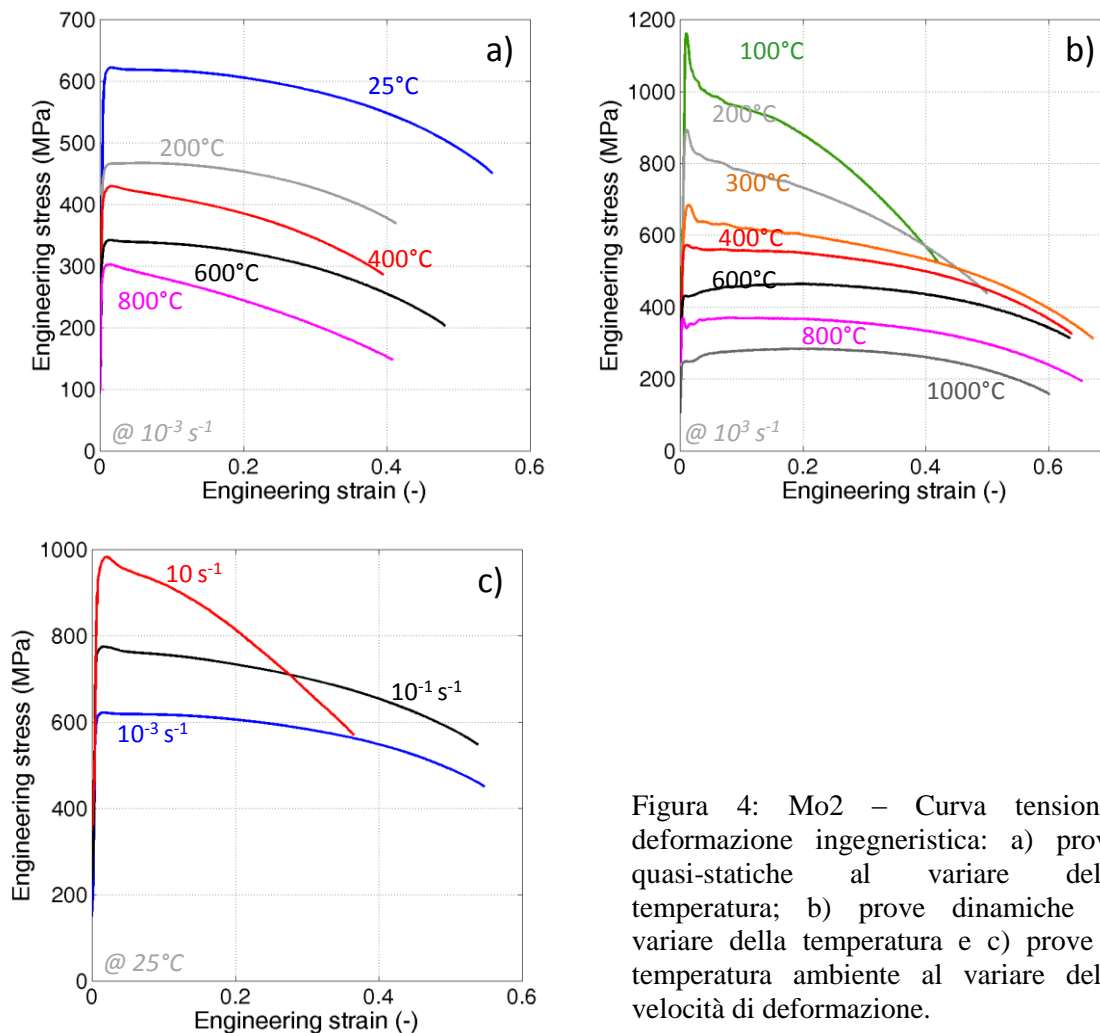 a)
700
600
500
400
300
200
100
0
0
0.2
0.4
0.6
Engineering stress (MPa)
Engineering strain (-)
25°C
200°C
400°C
600°C
800°C
@ 10⁻³ s⁻¹
b)
1200
1000
800
600
400
200
0
0
0.2
0.4
0.6
Engineering stress (MPa)
Engineering strain (-)
100°C
200°C
300°C
400°C
600°C
800°C
1000°C
@ 10³ s⁻¹
c)
1000
800
600
400
200
0
0
0.2
0.4
0.6
Engineering stress (MPa)
Engineering strain (-)
10 s⁻¹
10⁻¹ s⁻¹
10⁻³ s⁻¹
@ 25°C
Figura 4: Mo2 – Curva tension
deformazione ingegneristica: a) prov
quasi-statiche al variare del
temperatura; b) prove dinamiche
variare della temperatura e c) prove
temperatura ambiente al variare del
velocità di deformazione.